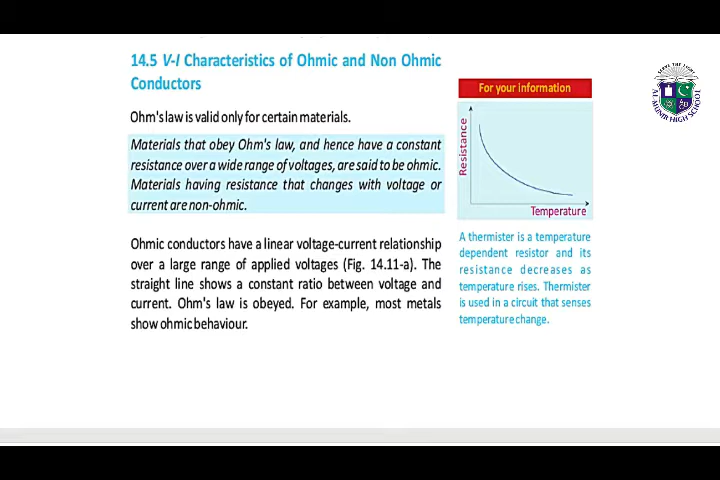 14.5 V-I Characteristics of Ohmic and Non Ohmic
Conductors
Ohm's law is valid only for certain materials.
Materials that obey Ohm's law, and hence have a constant
resistance over a wide range of voltages, are said to be ohmic.
Materials having resistance that changes with voltage or
current are non-ohmic.
Ohmic conductors have a linear voltage-current relationship
over a large range of applied voltages (Fig. 14.11-a). The
straight line shows a constant ratio between voltage and
current. Ohm's law is obeyed. For example, most metals
show ohmic behaviour.
For your information
Resistance
Temperature
A thermister is a temperature
dependent resistor and its
resistance decreases as
temperature rises. Thermister
is used in a circuit that senses
temperature change.
AL-MUNIR HIGH SCHOOL